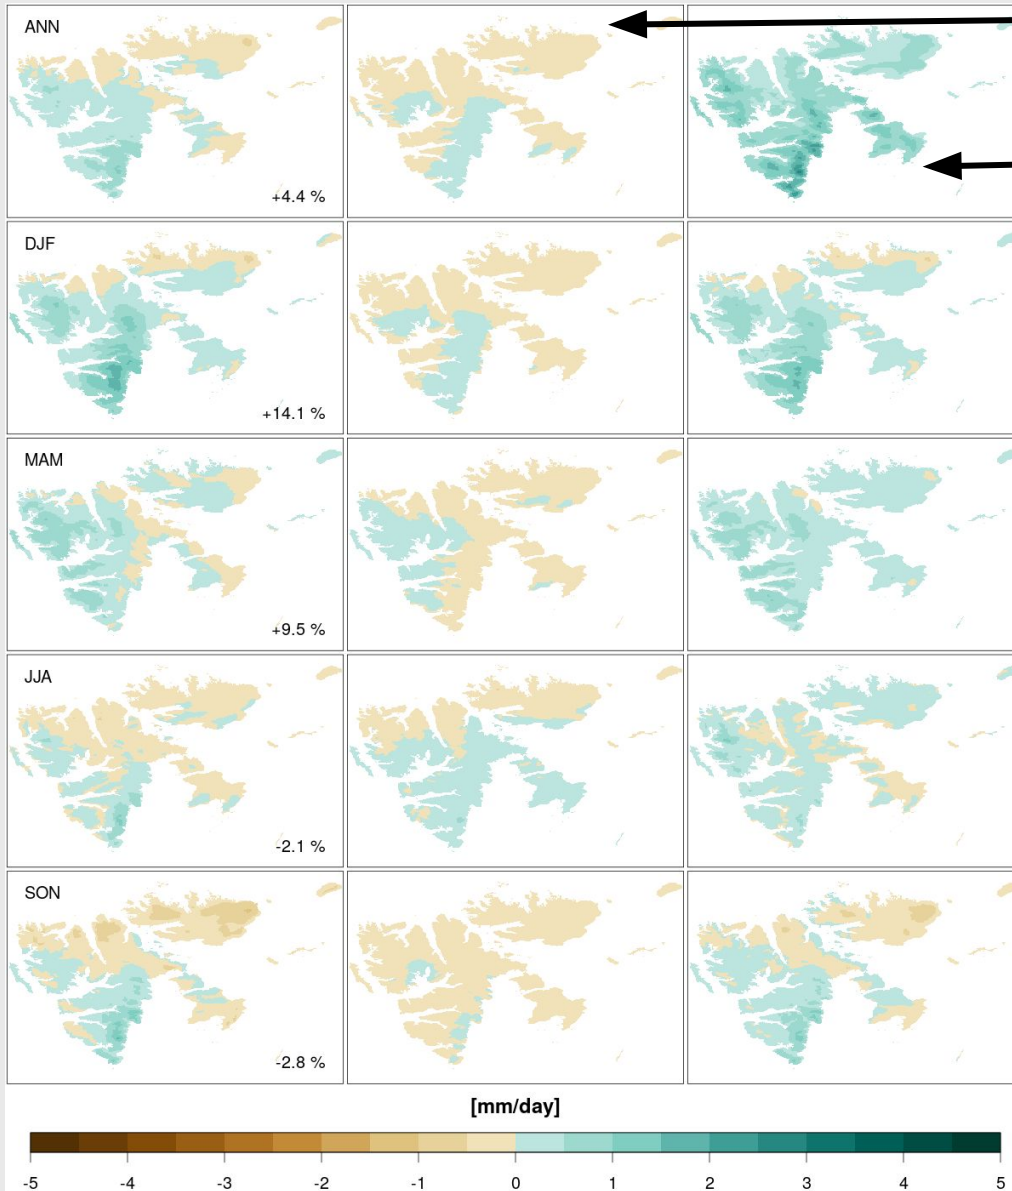 ANN
+4.4 %
DJF
+14.1 %
MAM
+9.5 %
JJA
-2.1 %
SON
-2.8 %
[mm/day]
-5 -4 -3 -2 -1 0 1 2 3 4 5